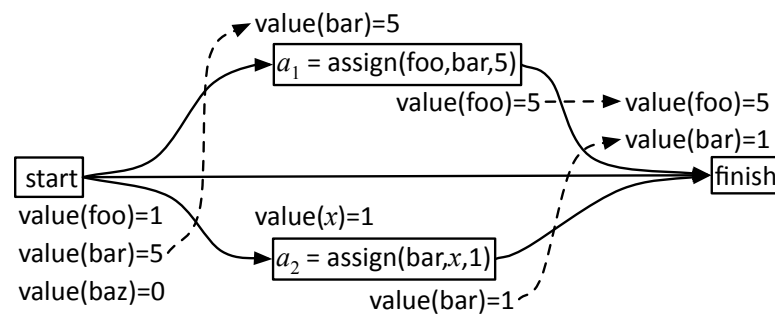 value(bar)=5
a₁ = assign(foo,bar,5)
value(foo)=5
value(foo)=5
value(bar)=1
start
finish
value(foo)=1
value(bar)=5
value(baz)=0
value(x)=1
a₂ = assign(bar,x,1)
value(bar)=1